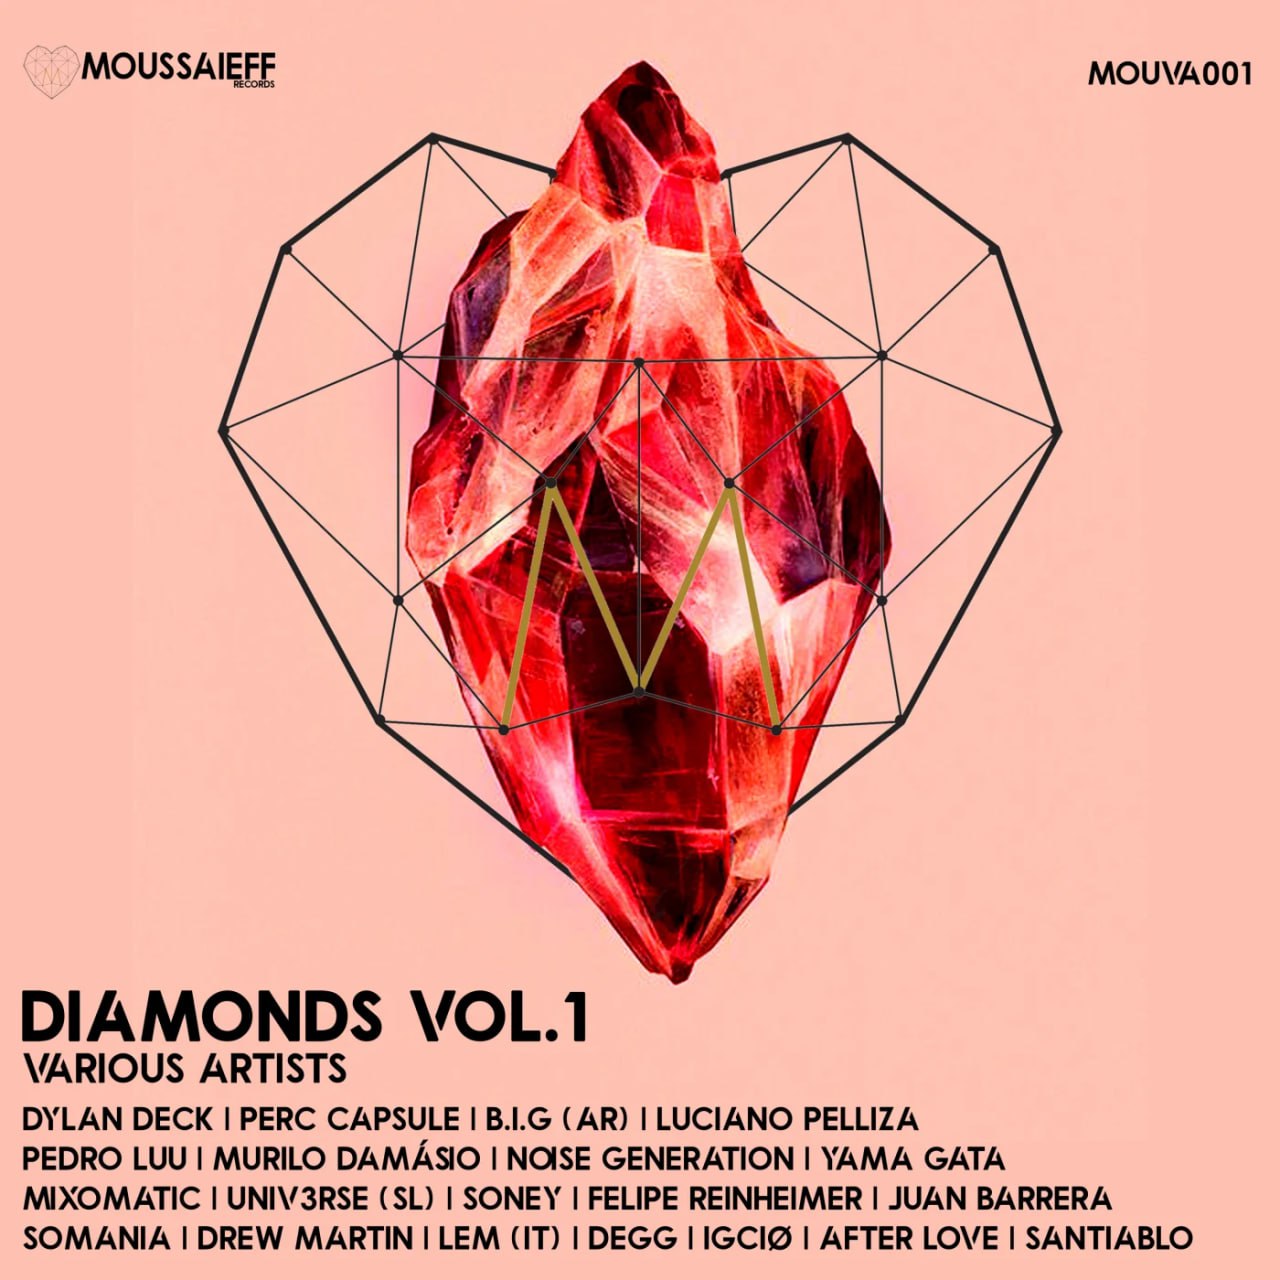 MOUSSAIEFF
RECORDS
MOUVA001
DIAMONDS VOL.1
VARIOUS ARTISTS
DYLAN DECK | PERC CAPSULE | B.I.G (AR) | LUCIANO PELLIZA
PEDRO LUU | MURILO DAMÁSIO | NOISE GENERATION | YAMA GATA
MIXOMATIC | UNIV3RSE (SL) | SONEY | FELIPE REINHEIMER | JUAN BARRERA
SOMANIA | DREW MARTIN | LEM (IT) | DEGG | IGCIØ | AFTER LOVE | SANTIABLO